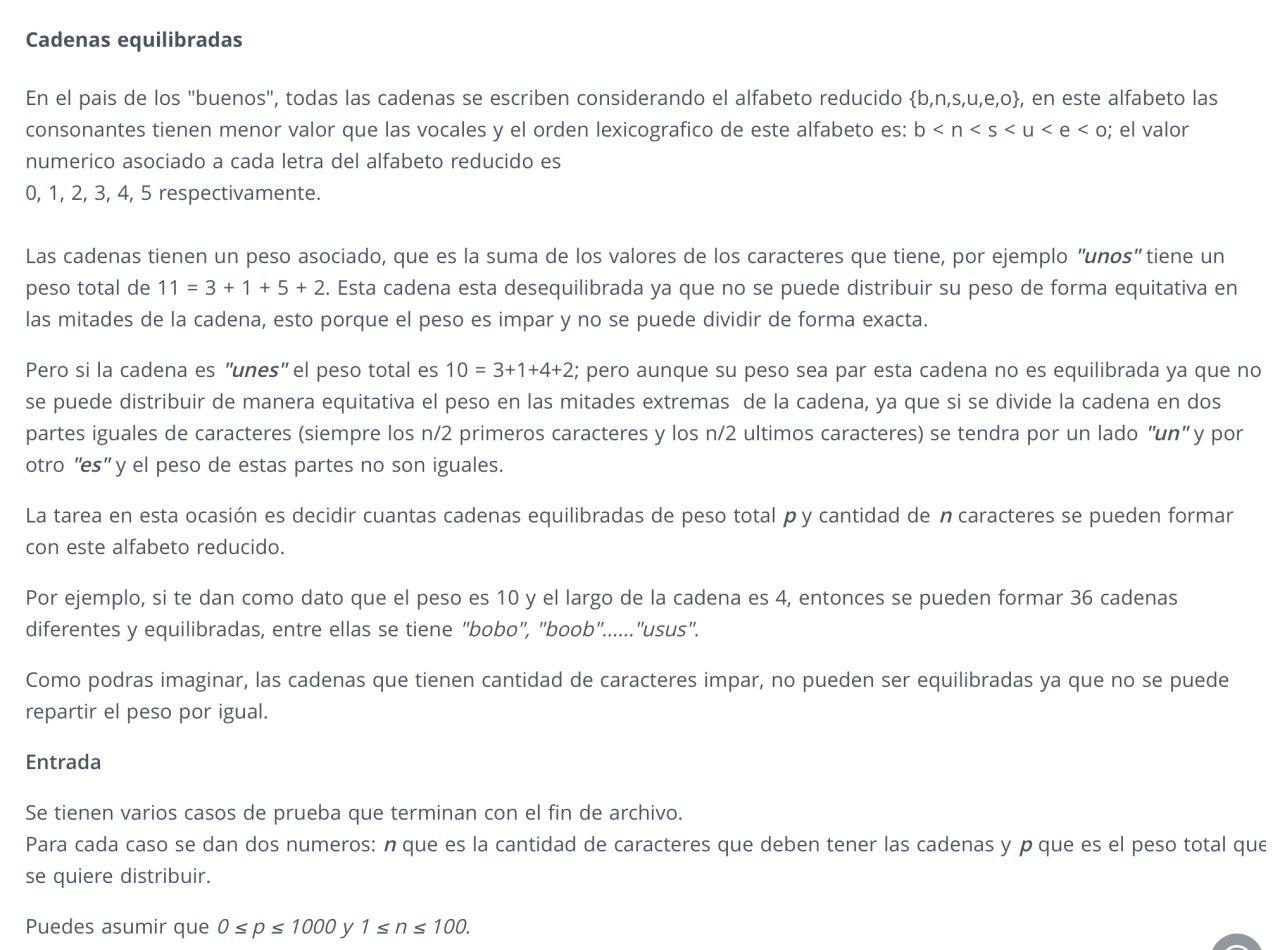 Cadenas equilibradas
En el pais de los "buenos", todas las cadenas se escriben considerando el alfabeto reducido {b,n,s,u,e,o}, en este alfabeto las
consonantes tienen menor valor que las vocales y el orden lexicografico de este alfabeto es: b < n < s < u < e < o; el valor
numerico asociado a cada letra del alfabeto reducido es
0, 1, 2, 3, 4, 5 respectivamente.
Las cadenas tienen un peso asociado, que es la suma de los valores de los caracteres que tiene, por ejemplo "unos" tiene un
peso total de 11 = 3 + 1 + 5 + 2. Esta cadena esta desequilibrada ya que no se puede distribuir su peso de forma equitativa en
las mitades de la cadena, esto porque el peso es impar y no se puede dividir de forma exacta.
Pero si la cadena es "unes" el peso total es 10 = 3+1+4+2; pero aunque su peso sea par esta cadena no es equilibrada ya que no
se puede distribuir de manera equitativa el peso en las mitades extremas de la cadena, ya que si se divide la cadena en dos
partes iguales de caracteres (siempre los n/2 primeros caracteres y los n/2 ultimos caracteres) se tendra por un lado "un" y por
otro "es" y el peso de estas partes no son iguales.
La tarea en esta ocasión es decidir cuantas cadenas equilibradas de peso total p y cantidad de n caracteres se pueden formar
con este alfabeto reducido.
Por ejemplo, si te dan como dato que el peso es 10 y el largo de la cadena es 4, entonces se pueden formar 36 cadenas
diferentes y equilibradas, entre ellas se tiene "bobo", "boob"......"usus".
Como podras imaginar, las cadenas que tienen cantidad de caracteres impar, no pueden ser equilibradas ya que no se puede
repartir el peso por igual.
Entrada
Se tienen varios casos de prueba que terminan con el fin de archivo.
Para cada caso se dan dos numeros: n que es la cantidad de caracteres que deben tener las cadenas y p que es el peso total que
se quiere distribuir.
Puedes asumir que 0 ≤ p ≤ 1000 y 1 ≤ n ≤ 100.